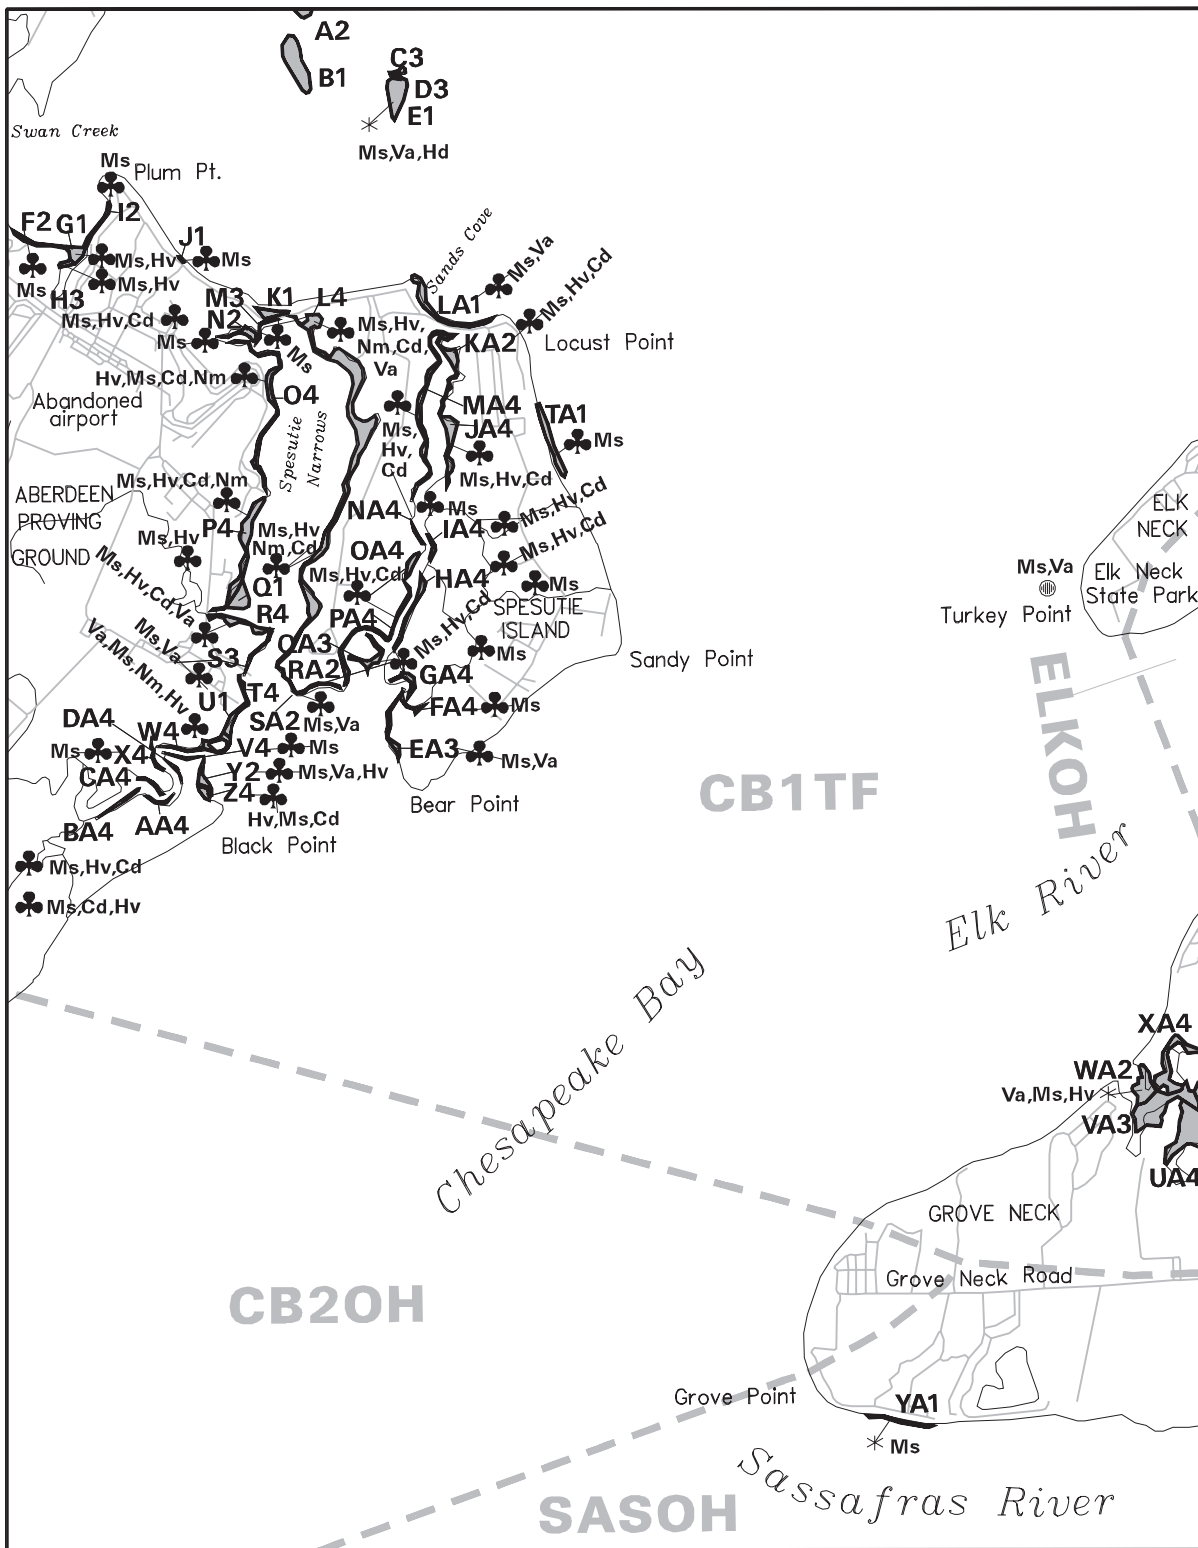 A2
C3
B1
D3
E1
Swan Creek
Ms,Va,Hd
Ms
Plum Pt.
I2
F2
G1
J1
Ms,Hv
Ms
Ms
Ms,Hv
H3
Sands Cove
Ms,Va
Ms,Hv,Cd
M3
K1
L4
LA1
N2
Ms,Hv,Cd
Ms
Ms
Ms,Hv,
Nm,Cd,
Va
KA2
Locust Point
Hv,Ms,Cd,Nm
Abandoned
airport
O4
Spesutie
Narrows
MA4
JA4
TA1
Ms
Ms,
Hv,
Cd
Ms,Hv,Cd
Ms,Hv,Cd,Nm
ABERDEEN
PROVING
GROUND
P4
NA4
Ms
IA4
Ms,Hv,Cd
Ms,Hv,Cd
Ms,Hv
Ms,Hv
Nm,Cd
OA4
Ms,Hv,Cd
HA4
Ms
Ms,Hv,Cd,Va
Q1
R4
PA4
Ms,Hv,Cd
SPESUTIE
ISLAND
ELK
NECK
Ms,Va
Elk Neck
State Park
Turkey Point
Ms,Va
S3
QA3
RA2
GA4
Ms
Sandy Point
Va,Ms,Nm,Hv
U1
T4
SA2
Ms,Va
FA4
Ms
DA4
W4
Ms
X4
V4
Ms
EA3
Ms,Va
CA4
Y2
Ms,Va,Hv
Z4
Hv,Ms,Cd
BA4
AA4
Black Point
Bear Point
CB1TF
ELKOH
Ms,Hv,Cd
Ms,Cd,Hv
Elk River
Chesapeake Bay
XA4
WA2
Va,Ms,Hv
VA3
UA4
GROVE NECK
Grove Neck Road
CB2OH
Grove Point
YA1
Ms
Sassafras River
SASOH